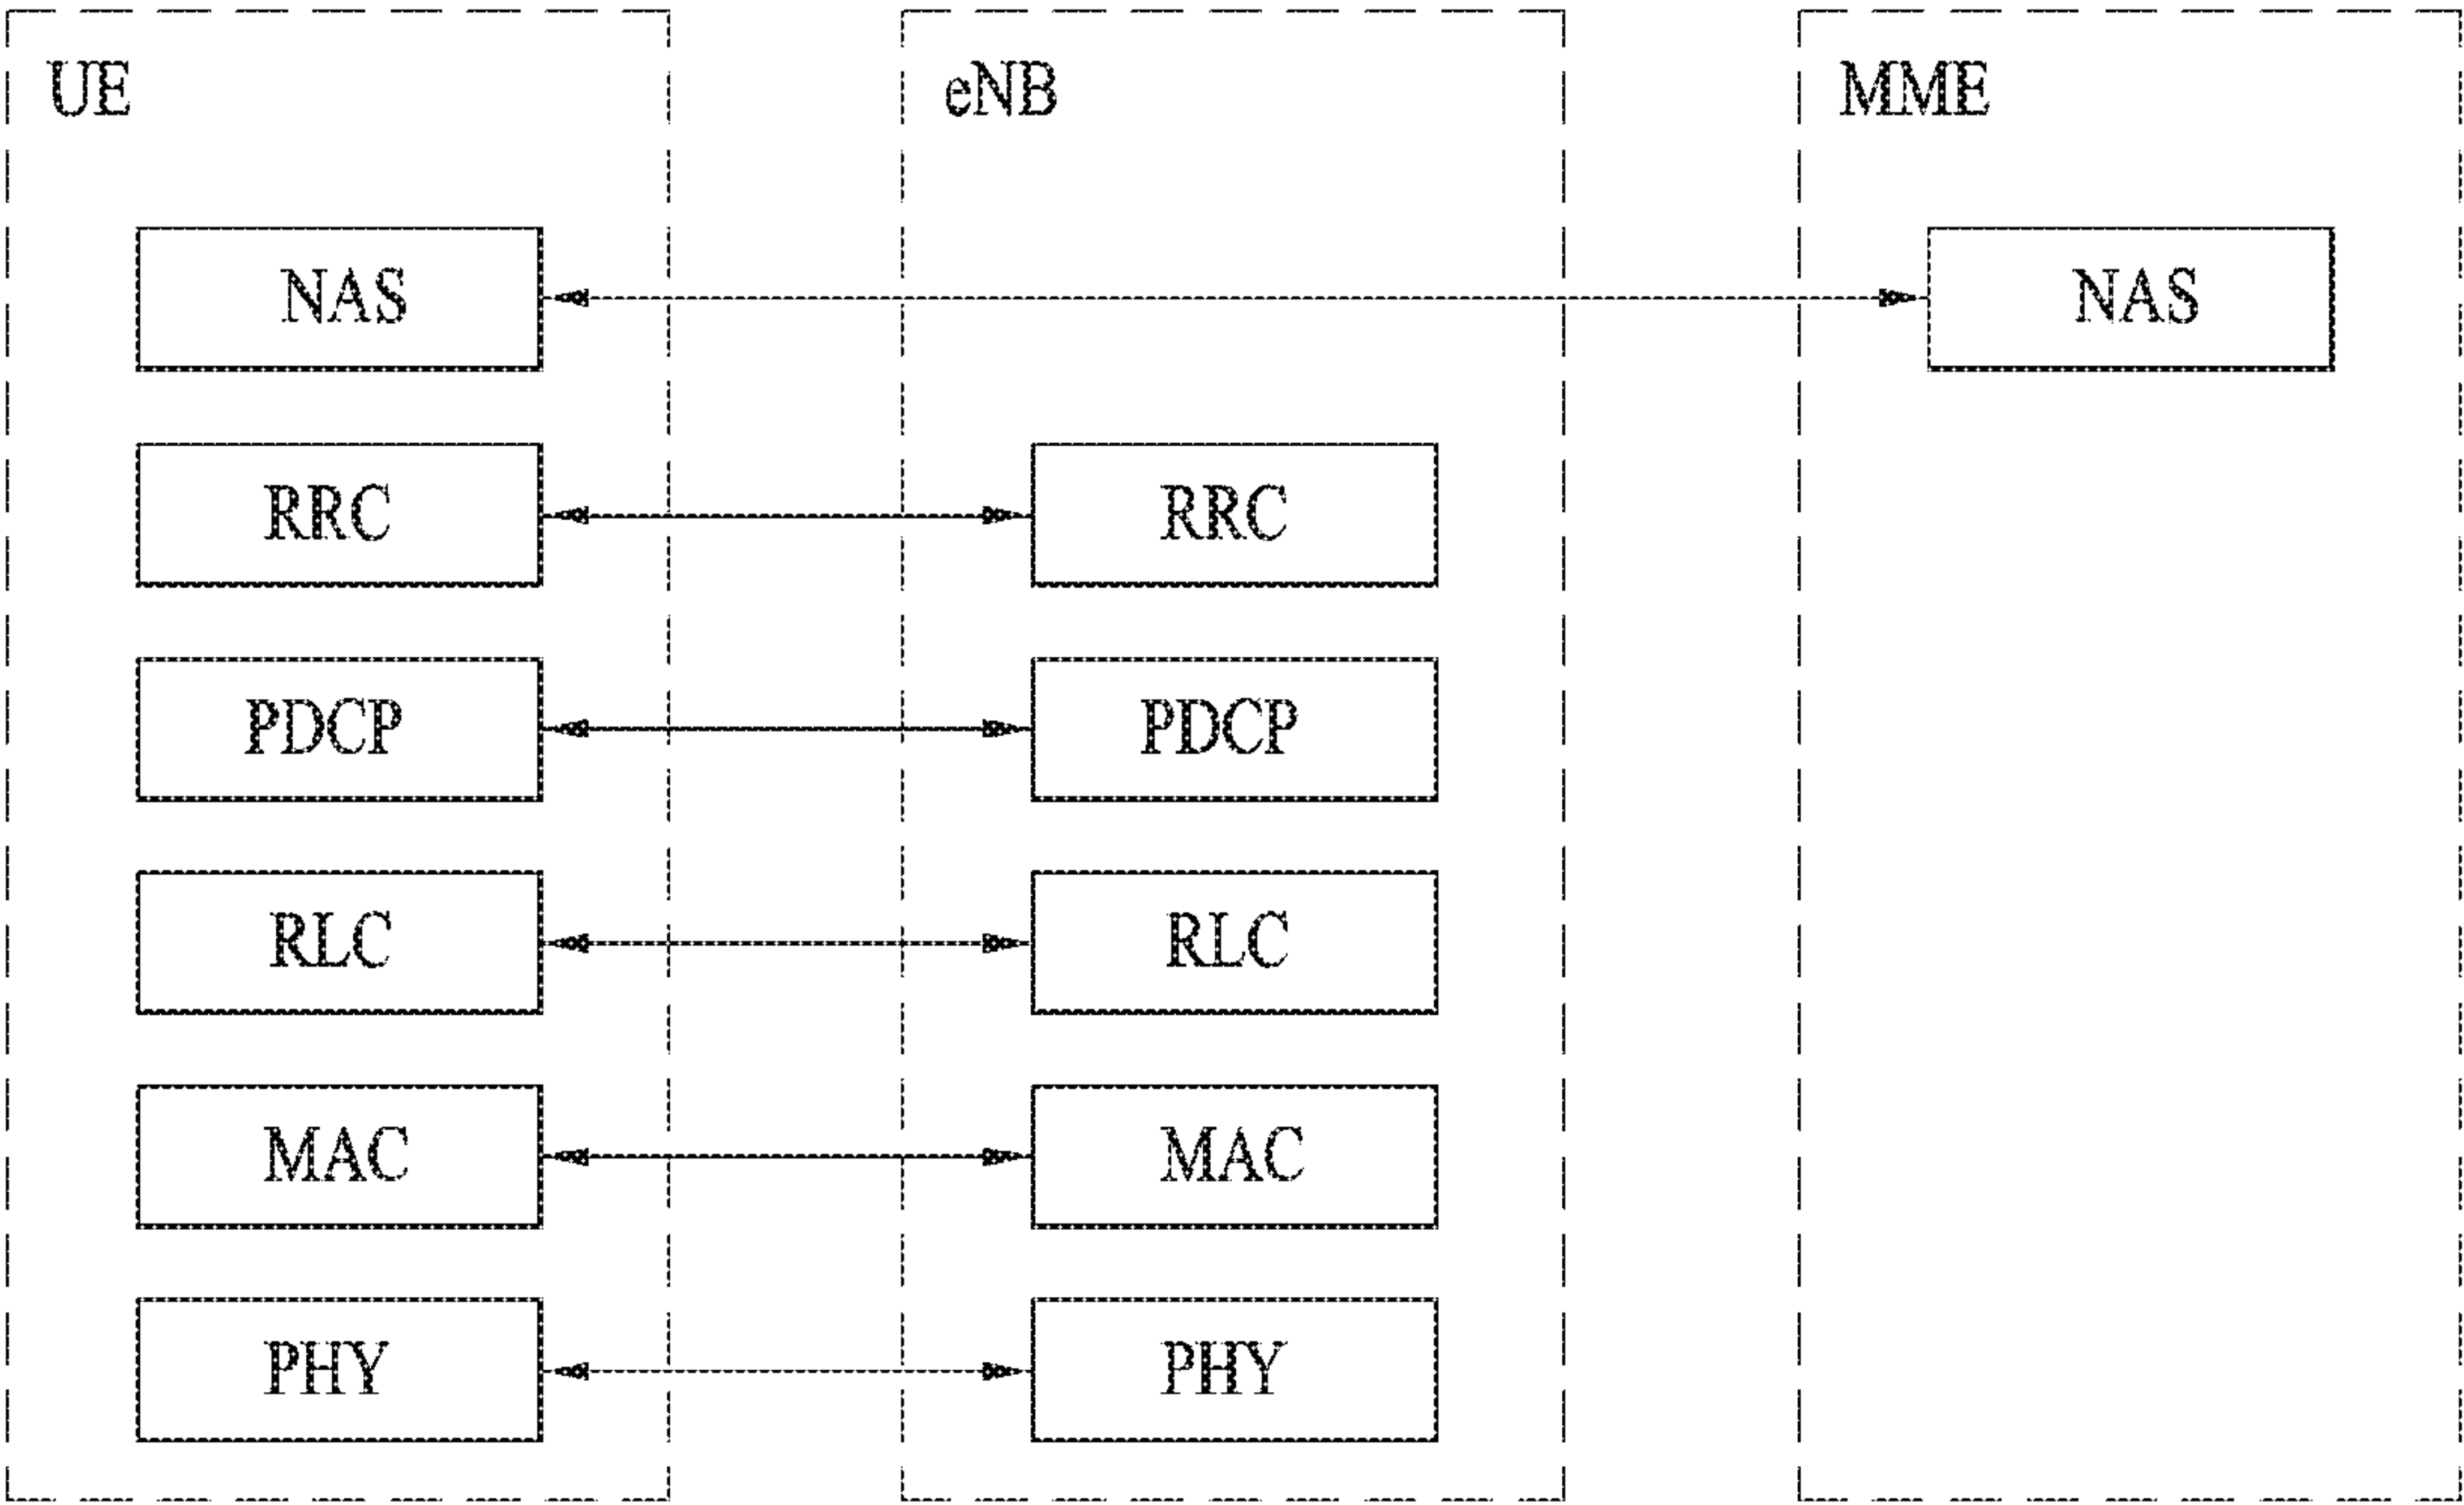 UE
eNB
MME
NAS
NAS
RRC
RRC
PDCP
PDCP
RLC
RLC
MAC
MAC
PHY
PHY